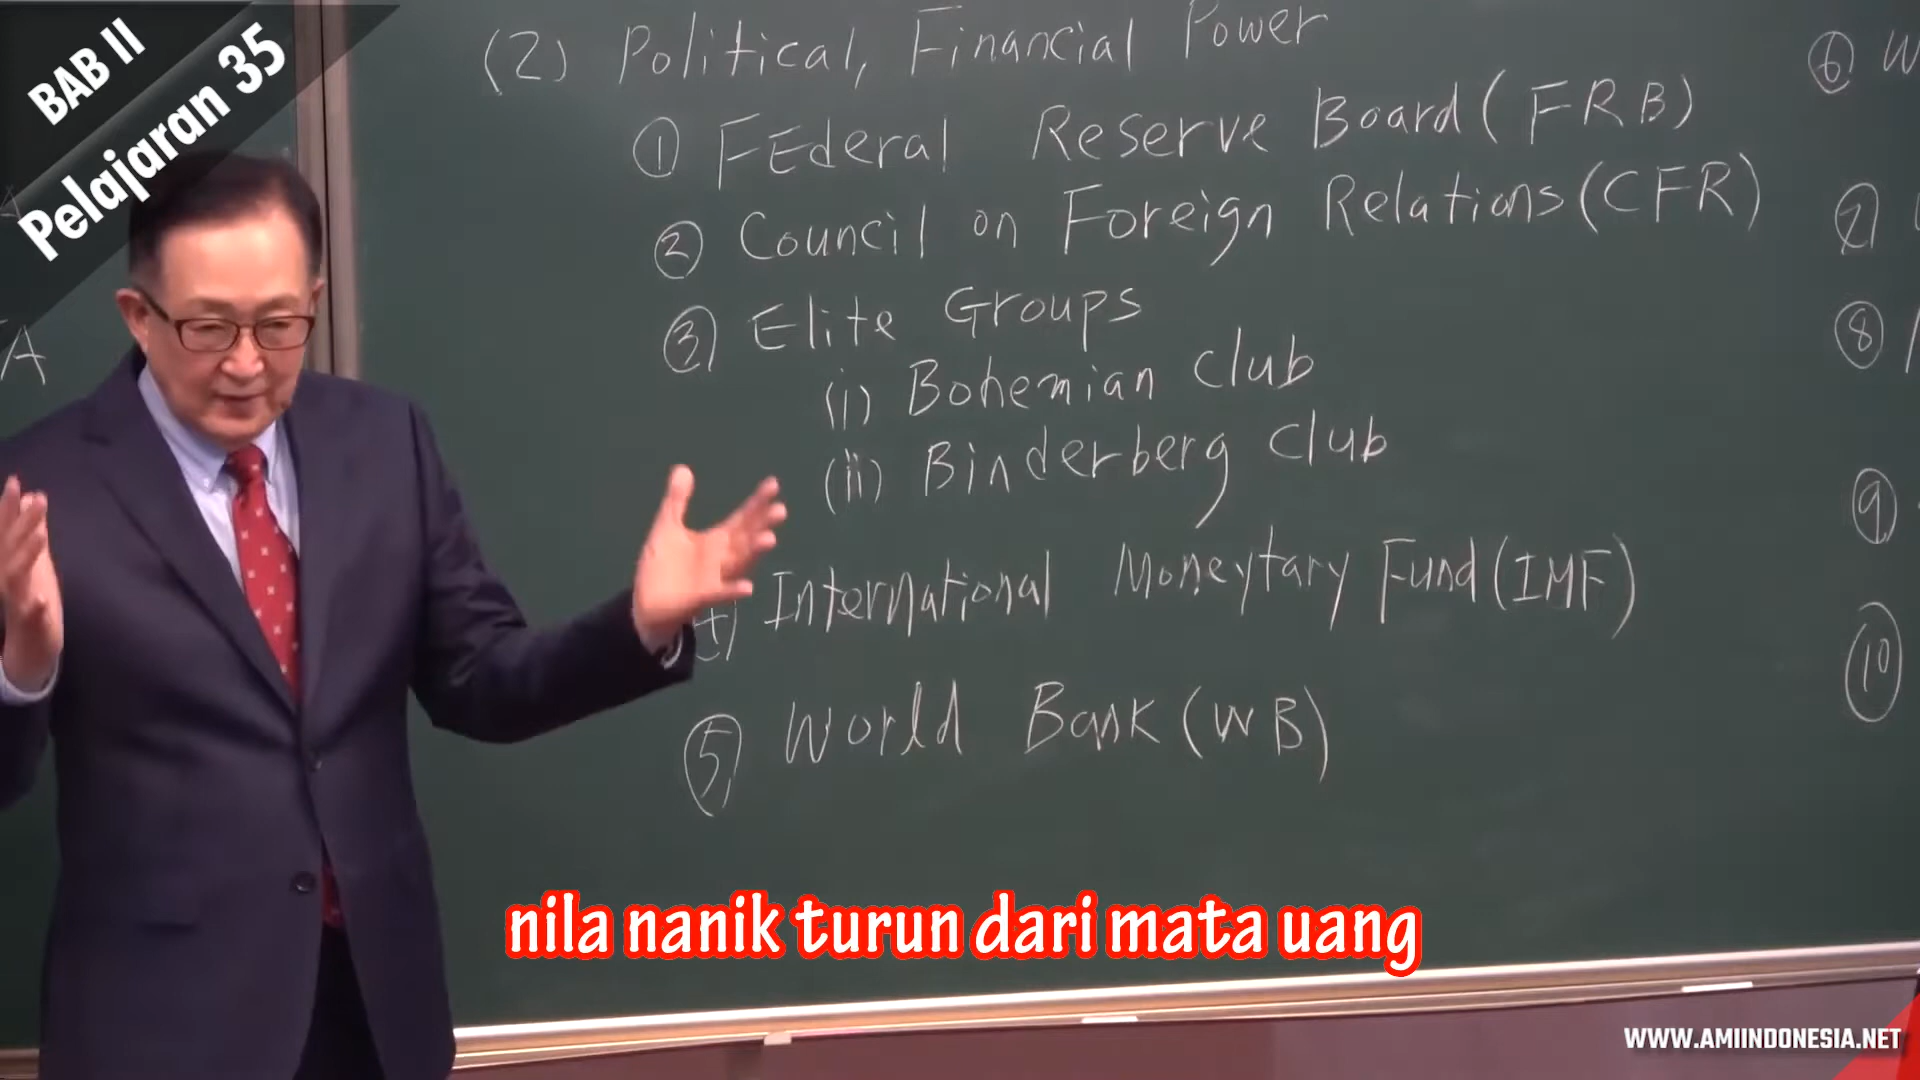 BAB II
Pelajaran 35
(2) Political, Financial Power
① FEderal Reserve Board (FRB)
② Council on Foreign Relations (CFR)
③ Elite Groups
(i) Bohemian Club
(ii) Binderberg Club
International Moneytary Fund (IMF)
⑤ World Bank (WB)
⑥ W
⑧
⑨
⑩
A
nila nanik turun dari mata uang
WWW.AMIINDONESIA.NET